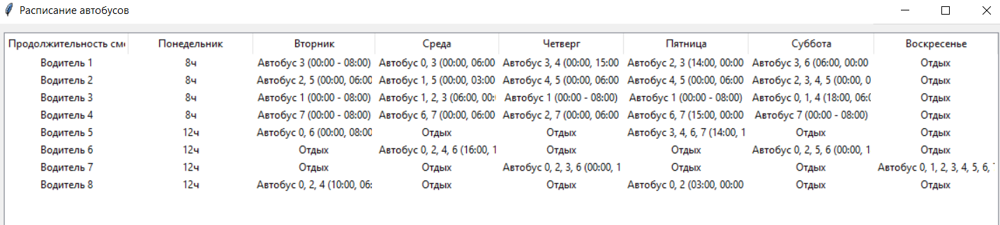 Расписание автобусов
Продолжительность сме Понедельник Вторник Среда Четверг Пятница Суббота Воскресенье
Водитель 1 8ч Автобус 3 (00:00 - 08:00) Автобус 0, 3 (00:00, 06:00 Автобус 3, 4 (00:00, 15:00 Автобус 2, 3 (14:00, 00:00 Автобус 3, 6 (06:00, 00:00 Отдых
Водитель 2 8ч Автобус 2, 5 (00:00, 06:00 Автобус 1, 5 (00:00, 03:00 Автобус 4, 5 (00:00, 06:00 Автобус 4, 5 (00:00, 06:00 Автобус 2, 3, 4, 5 (00:00, 0 Отдых
Водитель 3 8ч Автобус 1 (00:00 - 08:00) Автобус 1, 2, 3 (06:00, 00: Автобус 1 (00:00 - 08:00) Автобус 1 (00:00 - 08:00) Автобус 0, 1, 4 (18:00, 06:0 Отдых
Водитель 4 8ч Автобус 7 (00:00 - 08:00) Автобус 6, 7 (00:00, 06:00 Автобус 2, 7 (00:00, 06:00 Автобус 6, 7 (15:00, 00:00 Автобус 7 (00:00 - 08:00) Отдых
Водитель 5 12ч Автобус 0, 6 (00:00, 08:00 Отдых Отдых Автобус 3, 4, 6, 7 (14:00, 1 Отдых Отдых
Водитель 6 12ч Отдых Автобус 0, 2, 4, 6 (16:00, 1 Отдых Отдых Автобус 0, 2, 5, 6 (00:00, 1 Отдых
Водитель 7 12ч Отдых Отдых Автобус 0, 2, 3, 6 (00:00, 1 Отдых Отдых Автобус 0, 1, 2, 3, 4, 5, 6,
Водитель 8 12ч Автобус 0, 2, 4 (10:00, 06: Отдых Отдых Автобус 0, 2 (03:00, 00:00 Отдых Отдых